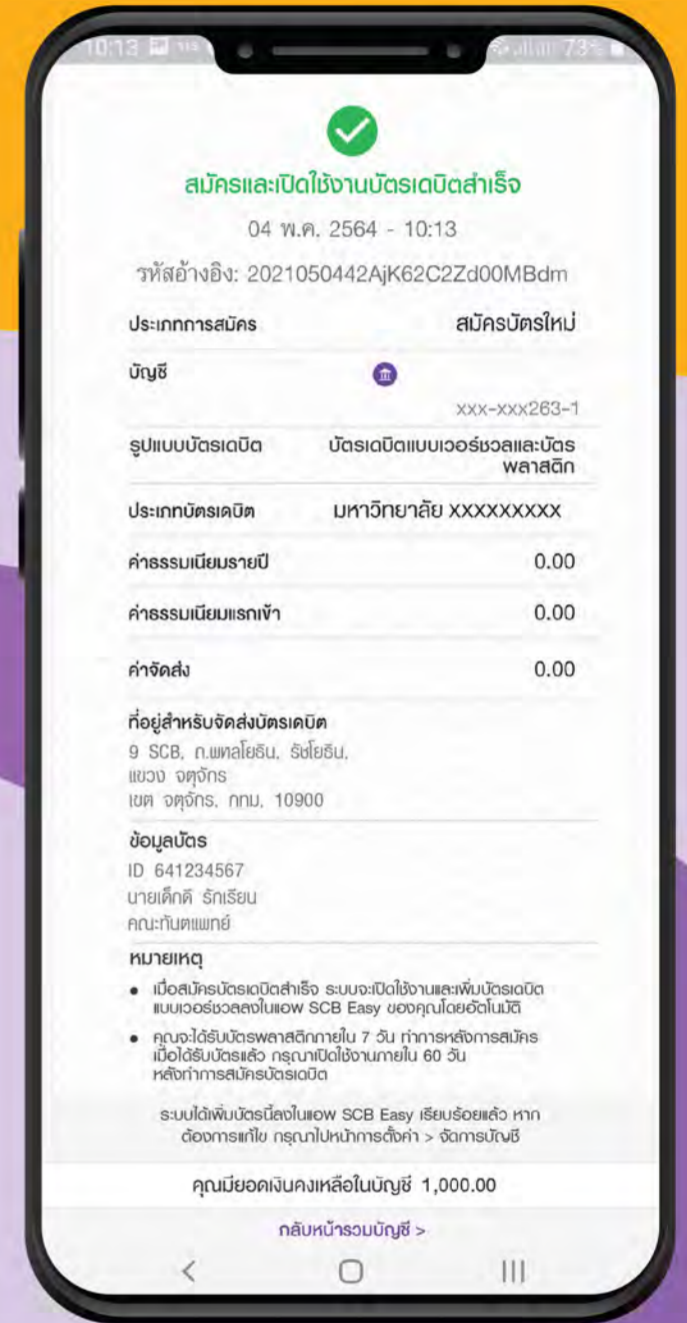 10:13 73%
สมัครและเปิดใช้งานบัตรเดบิตสำเร็จ
04 พ.ค. 2564 - 10:13
รหัสอ้างอิง: 2021050442AjK62C2Zd00MBdm
ประเภทการสมัคร สมัครบัตรใหม่
บัญชี
xxx-xxx263-1
รูปแบบบัตรเดบิต บัตรเดบิตแบบเวอร์ชวลและบัตร
พลาสติก
ประเภทบัตรเดบิต มหาวิทยาลัย xxxxxxxxx
ค่าธรรมเนียมรายปี 0.00
ค่าธรรมเนียมแรกเข้า 0.00
ค่าจัดส่ง 0.00
ที่อยู่สำหรับจัดส่งบัตรเดบิต
9 SCB, ถ.พหลโยธิน, รัชโยธิน,
แขวง จตุจักร
เขต จตุจักร, กทม, 10900
ข้อมูลบัตร
ID 641234567
นายเด็กดี รักเรียน
คณะทันตแพทย์
หมายเหตุ
• เมื่อสมัครบัตรเดบิตสำเร็จ ระบบจะเปิดใช้งานและเพิ่มบัตรเดบิต
แบบเวอร์ชวลลงในแอพ SCB Easy ของคุณโดยอัตโนมัติ
• คุณจะได้รับบัตรพลาสติกภายใน 7 วัน ทำการหลังการสมัคร
เมื่อได้รับบัตรแล้ว กรุณาเปิดใช้งานภายใน 60 วัน
หลังทำการสมัครบัตรเดบิต
ระบบได้เพิ่มบัตรนี้ลงในแอพ SCB Easy เรียบร้อยแล้ว หาก
ต้องการแก้ไข กรุณาไปหน้าการตั้งค่า > จัดการบัญชี
คุณมียอดเงินคงเหลือในบัญชี 1,000.00
กลับหน้ารวมบัญชี >